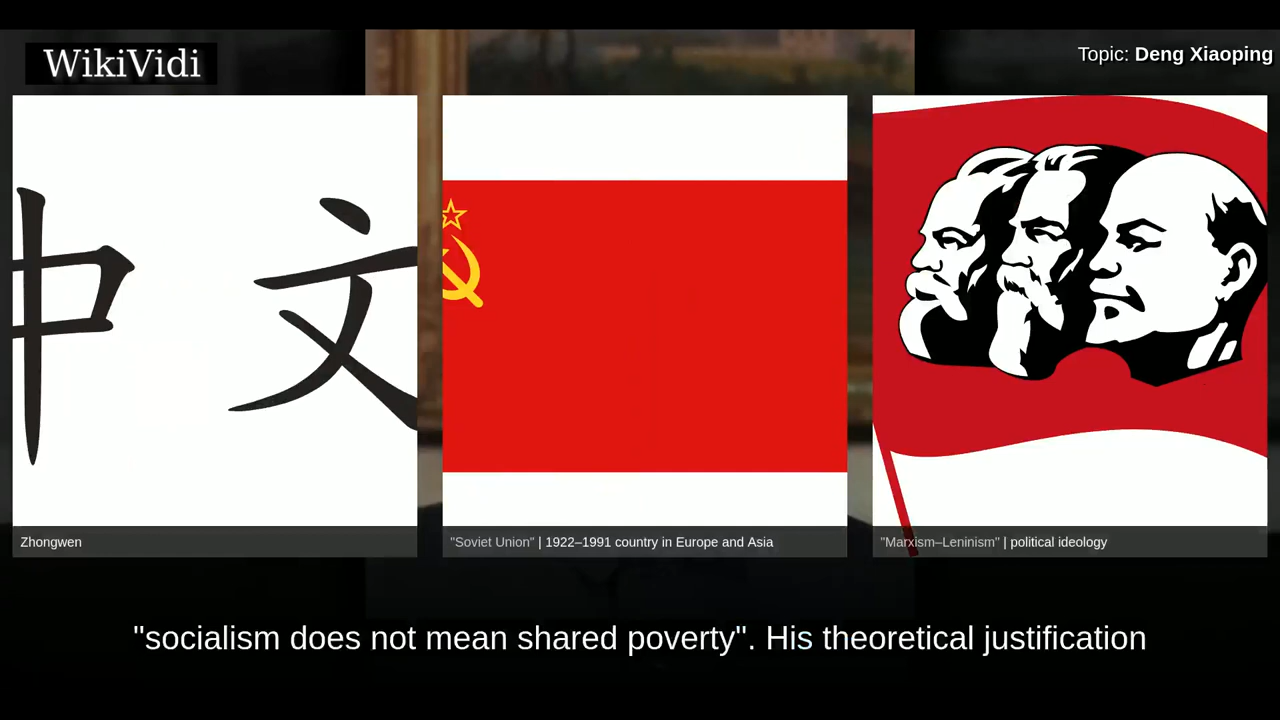 WikiVidi
Topic: Deng Xiaoping
中文
Zhongwen
"Soviet Union" | 1922–1991 country in Europe and Asia
"Marxism–Leninism" | political ideology
"socialism does not mean shared poverty". His theoretical justification